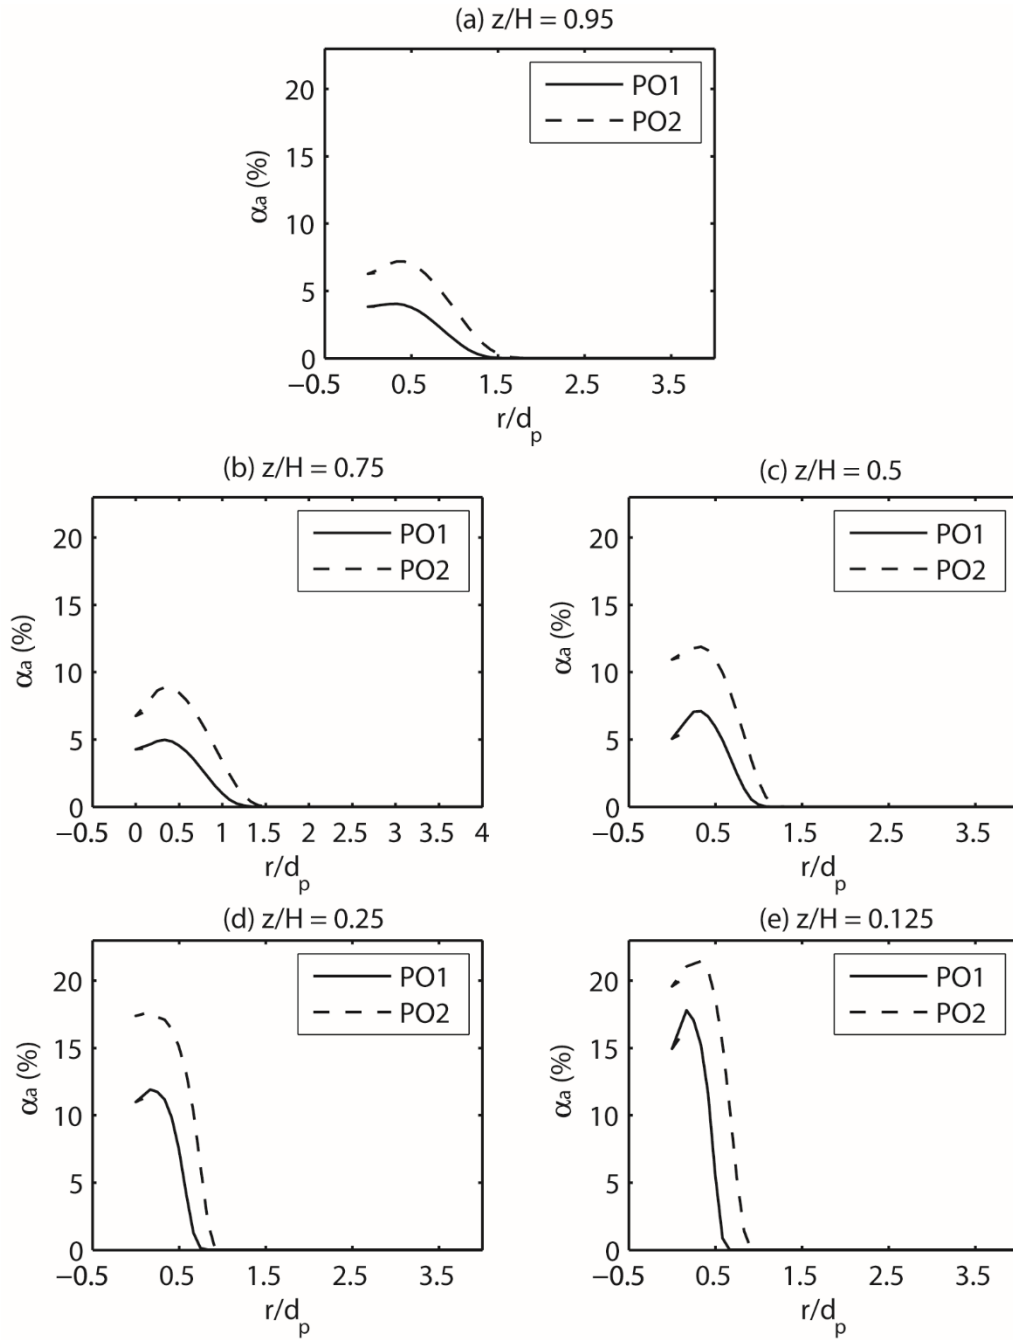 (a) z/H = 0.95
PO1
PO2
20
15
10
5
0
αa (%)
−0.5 0.5 1.5 2.5 3.5
r/dp
(b) z/H = 0.75
PO1
PO2
20
15
10
5
0
αa (%)
−0.5 0 0.5 1 1.5 2 2.5 3 3.5 4
r/dp
(c) z/H = 0.5
PO1
PO2
20
15
10
5
0
αa (%)
−0.5 0.5 1.5 2.5 3.5
r/dp
(d) z/H = 0.25
PO1
PO2
20
15
10
5
0
αa (%)
−0.5 0.5 1.5 2.5 3.5
r/dp
(e) z/H = 0.125
PO1
PO2
20
15
10
5
0
αa (%)
−0.5 0.5 1.5 2.5 3.5
r/dp